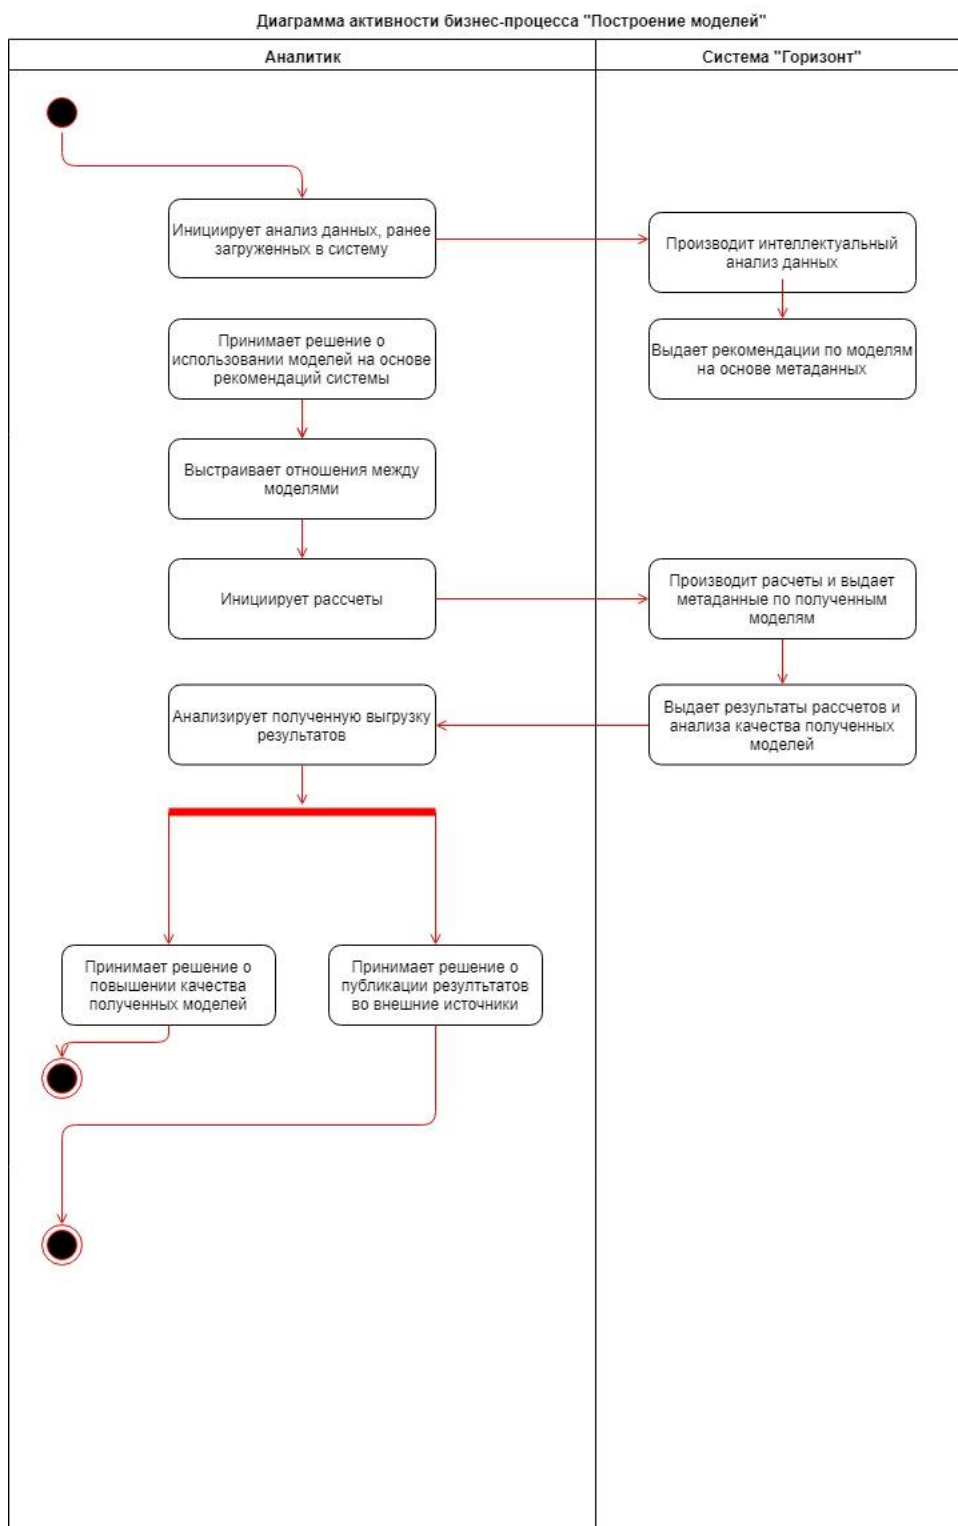 Диаграмма активности бизнес-процесса "Построение моделей"
Аналитик
Система "Горизонт"
Инициирует анализ данных, ранее
загруженных в систему
Производит интеллектуальный
анализ данных
Принимает решение о
использовании моделей на основе
рекомендаций системы
Выдает рекомендации по моделям
на основе метаданных
Выстраивает отношения между
моделями
Инициирует рассчеты
Производит расчеты и выдает
метаданные по полученным
моделям
Анализирует полученную выгрузку
результатов
Выдает результаты рассчетов и
анализа качества полученных
моделей
Принимает решение о
повышении качества
полученных моделей
Принимает решение о
публикации резултьтатов
во внешние источники